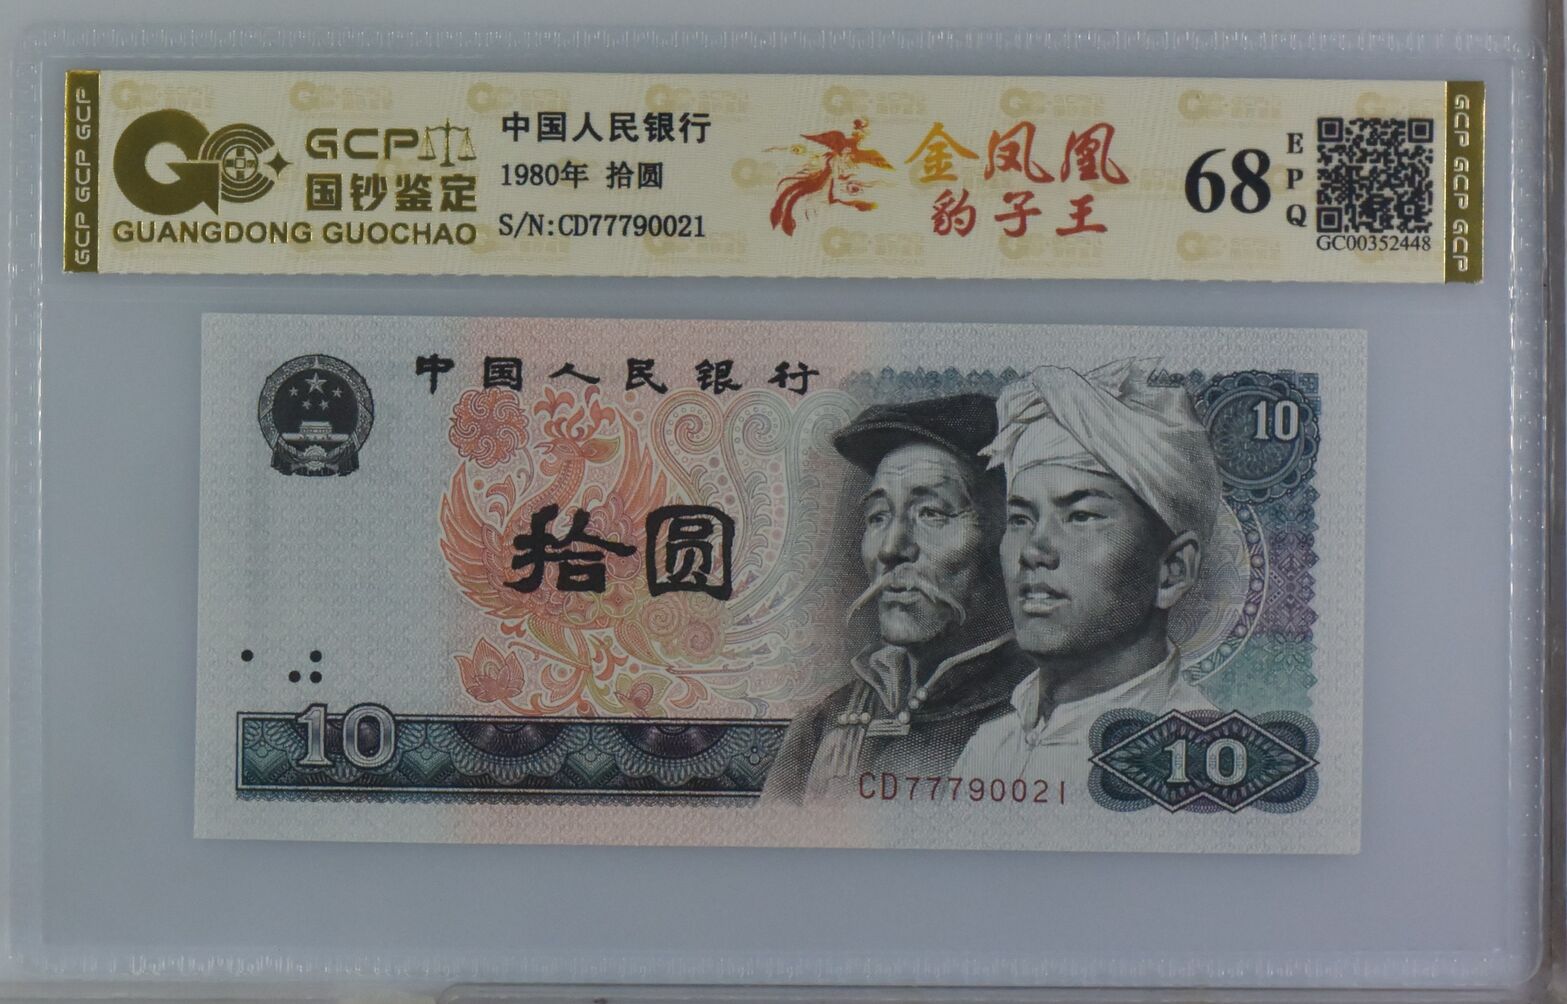 GCP GCP GCP
GCP
国钞鉴定
GUANGDONG GUOCHAO
中国人民银行
1980年 拾圆
S/N:CD77790021
金凤凰
豹子王
68
EPQ
GC00352448
GCP GCP GCP
中国人民银行
10
拾圆
10
CD77790021
10